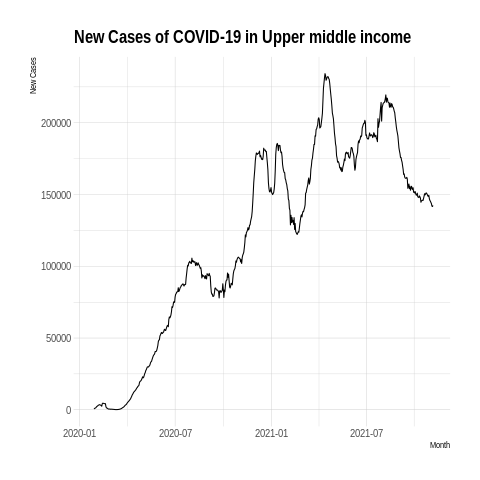 New Cases of COVID-19 in Upper middle income
New Cases
200000
150000
100000
50000
0
2020-01 2020-07 2021-01 2021-07
Month